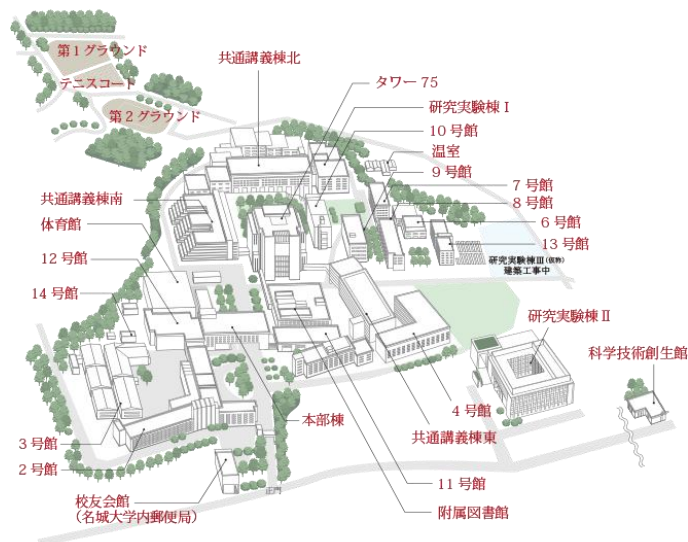 第1グラウンド
テニスコート
第2グラウンド
共通講義棟北
タワー75
研究実験棟Ⅰ
10号館
温室
9号館
7号館
8号館
6号館
13号館
研究実験棟Ⅲ(仮称)
建築工事中
共通講義棟南
体育館
12号館
14号館
研究実験棟Ⅱ
科学技術創生館
4号館
共通講義棟東
本部棟
3号館
2号館
11号館
附属図書館
校友会館
(名城大学内郵便局)
正門